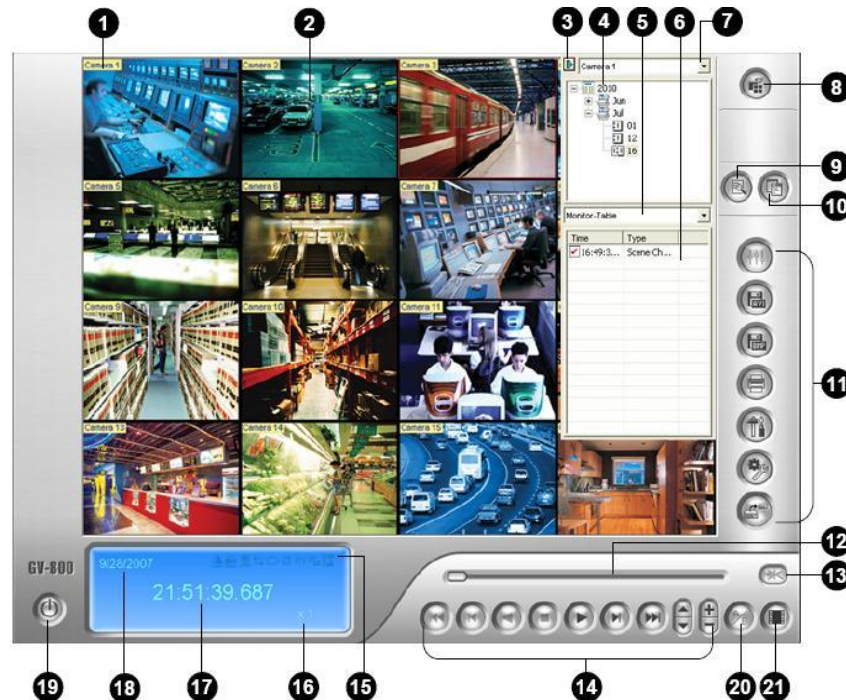 1
2
3
4
5
6
7
Camera 1
Camera 2
Camera 3
Camera 1
8
2010
Jun
Jul
01
12
16
9
10
Camera 5
Camera 6
Camera 7
Monitor-Table
Time Type
16:49:3... Scene Ch...
Camera 9
Camera 10
Camera 11
11
Camera 13
Camera 14
Camera 15
12
13
GV-800
9/28/2007
21:51:39.687
x 1
19
18
17
16
15
14
20
21